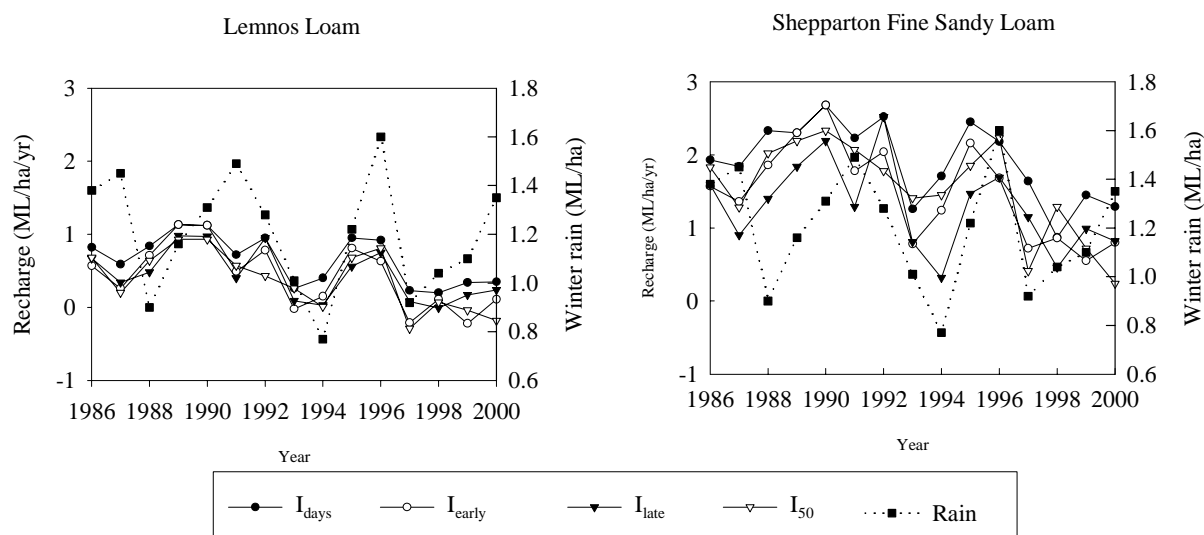 Lemnos Loam
Shepparton Fine Sandy Loam
3
2
1
0
-1
Recharge (ML/ha/yr)
1.8
1.6
1.4
1.2
1.0
0.8
0.6
Winter rain (ML/ha)
1986 1988 1990 1992 1994 1996 1998 2000
Year
3
2
1
0
-1
Recharge (ML/ha/yr)
1.8
1.6
1.4
1.2
1.0
0.8
0.6
Winter rain (ML/ha)
1986 1988 1990 1992 1994 1996 1998 2000
Year
I days I early I late I 50 Rain